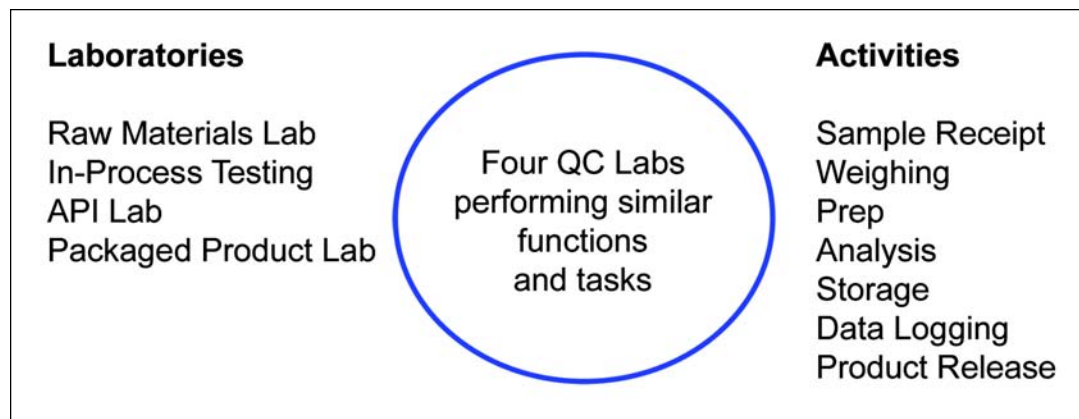 Laboratories
Raw Materials Lab
In-Process Testing
API Lab
Packaged Product Lab
Four QC Labs
performing similar
functions
and tasks
Activities
Sample Receipt
Weighing
Prep
Analysis
Storage
Data Logging
Product Release